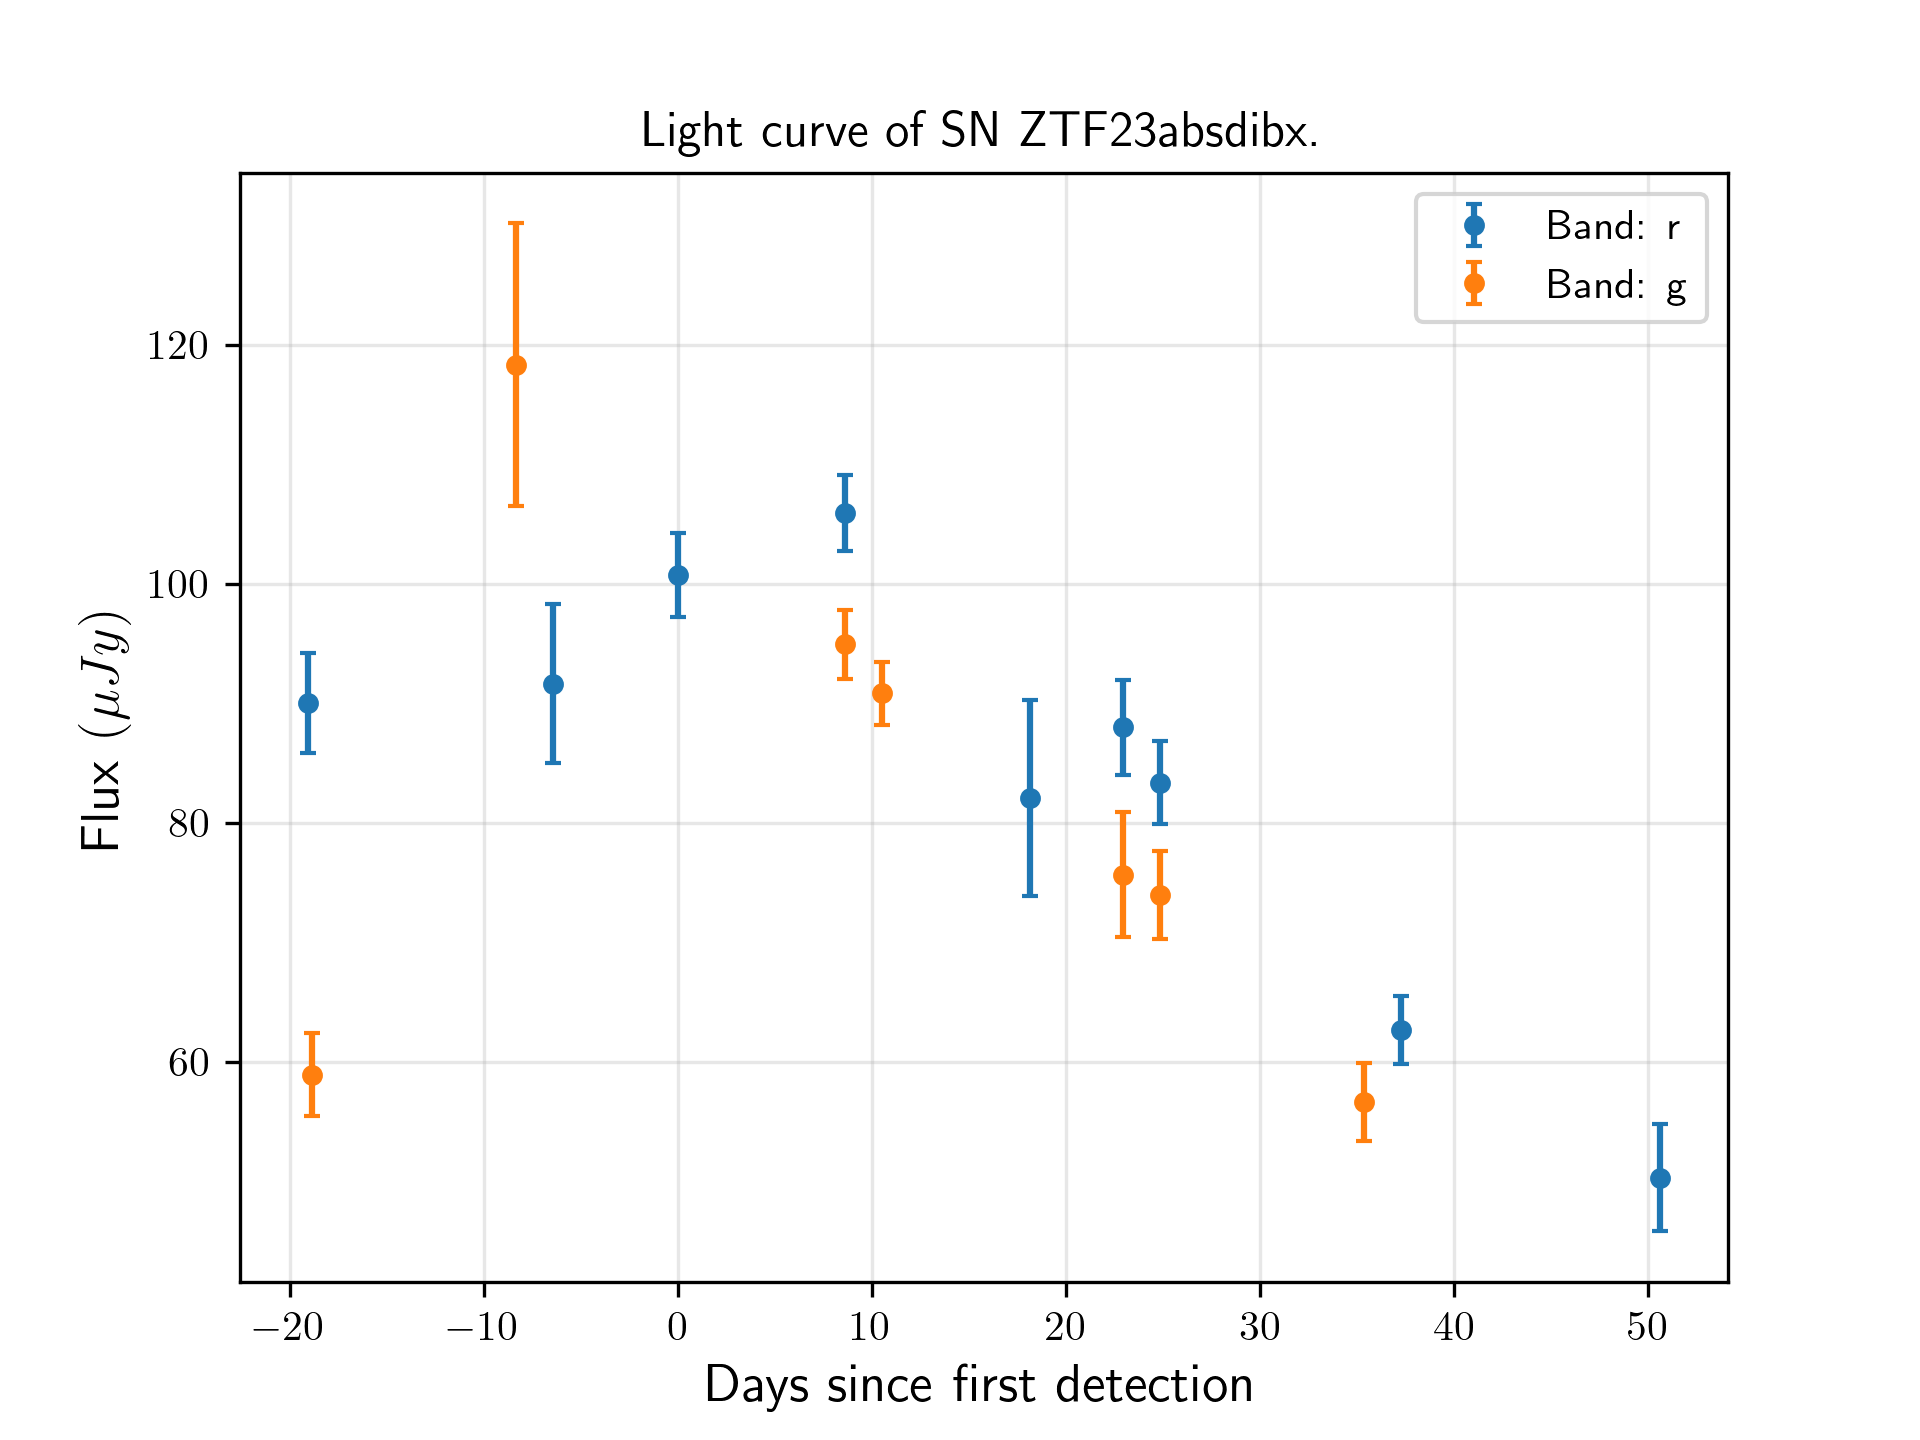 Light curve of SN ZTF23absdibx.
Band: r
Band: g
120
100
80
60
Flux (μJy)
−20 −10 0 10 20 30 40 50
Days since first detection